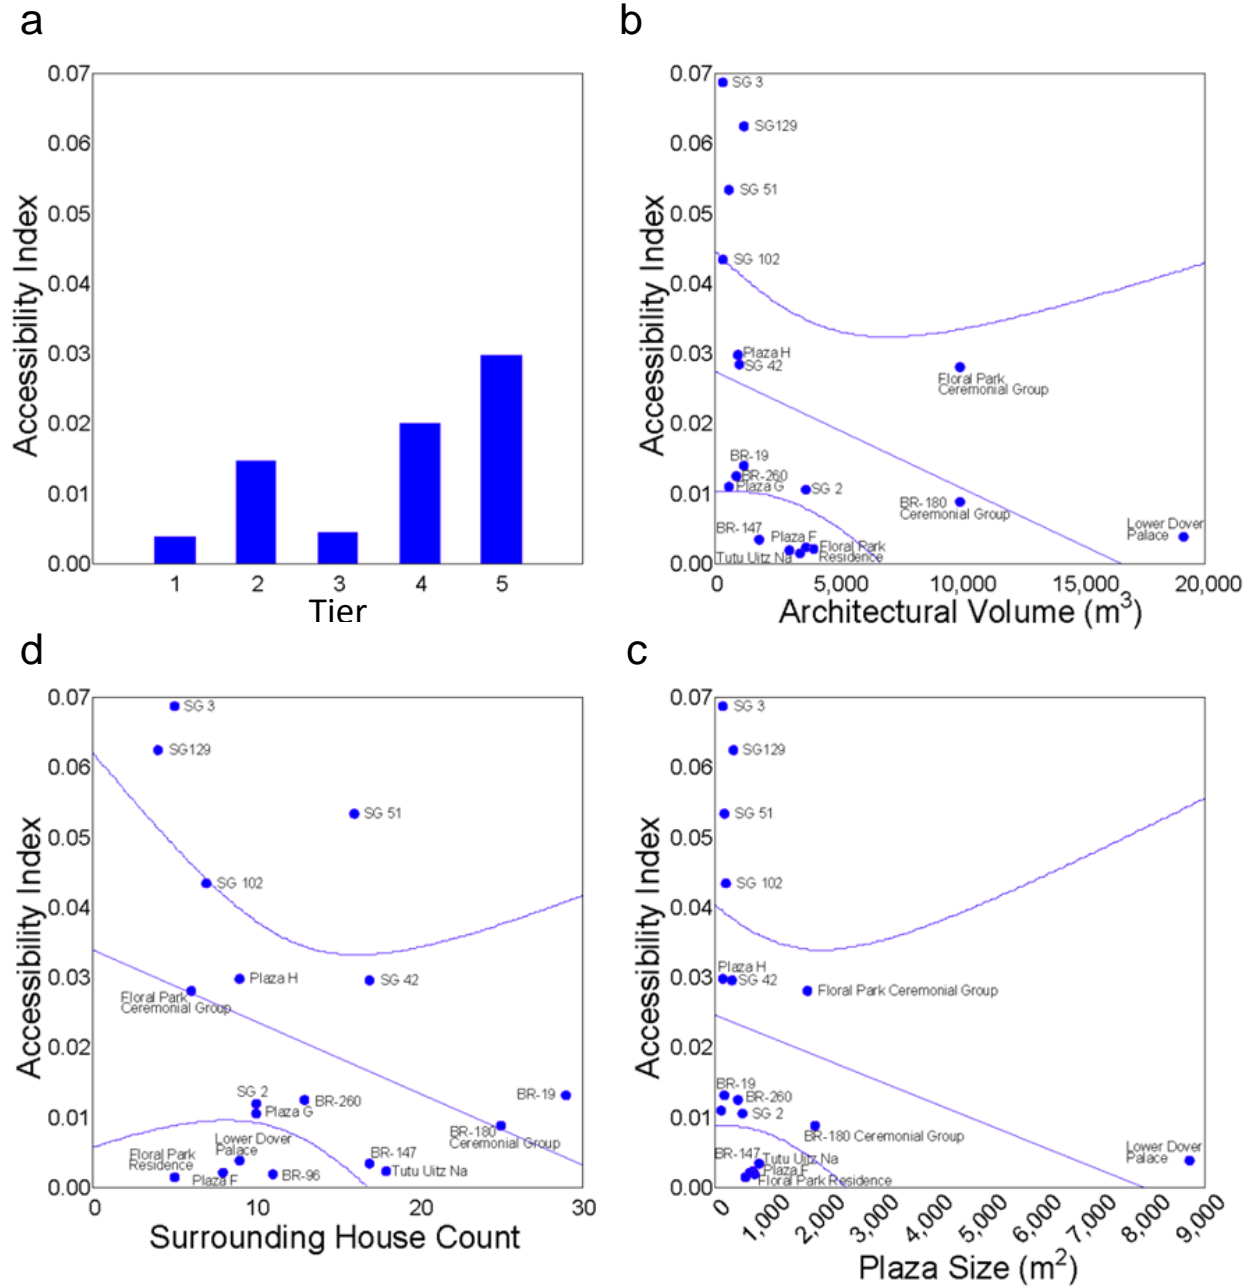 a
0.07
0.06
0.05
0.04
0.03
0.02
0.01
0.00
Accessibility Index
1 2 3 4 5
Tier
b
0.07
0.06
0.05
0.04
0.03
0.02
0.01
0.00
Accessibility Index
SG 3
SG129
SG 51
SG 102
Plaza H
SG 42
Floral Park
Ceremonial Group
BR-19
BR-260
Plaza G
SG 2
BR-180
Ceremonial Group
BR-147
Plaza F
Floral Park
Residence
Tutu Uitz Na
Lower Dover
Palace
0 5,000 10,000 15,000 20,000
Architectural Volume (m³)
d
0.07
0.06
0.05
0.04
0.03
0.02
0.01
0.00
Accessibility Index
SG 3
SG129
SG 51
SG 102
Plaza H
SG 42
Floral Park
Ceremonial Group
SG 2
BR-260
Plaza G
BR-19
BR-180
Ceremonial Group
Lower Dover
Palace
Floral Park
Residence
Plaza F
BR-96
BR-147
Tutu Uitz Na
0 10 20 30
Surrounding House Count
c
0.07
0.06
0.05
0.04
0.03
0.02
0.01
0.00
Accessibility Index
SG 3
SG129
SG 51
SG 102
Plaza H
SG 42
Floral Park Ceremonial Group
BR-19
BR-260
SG 2
BR-180 Ceremonial Group
BR-147
Tutu Uitz Na
Plaza F
Floral Park Residence
Lower Dover
Palace
0 1,000 2,000 3,000 4,000 5,000 6,000 7,000 8,000 9,000
Plaza Size (m²)